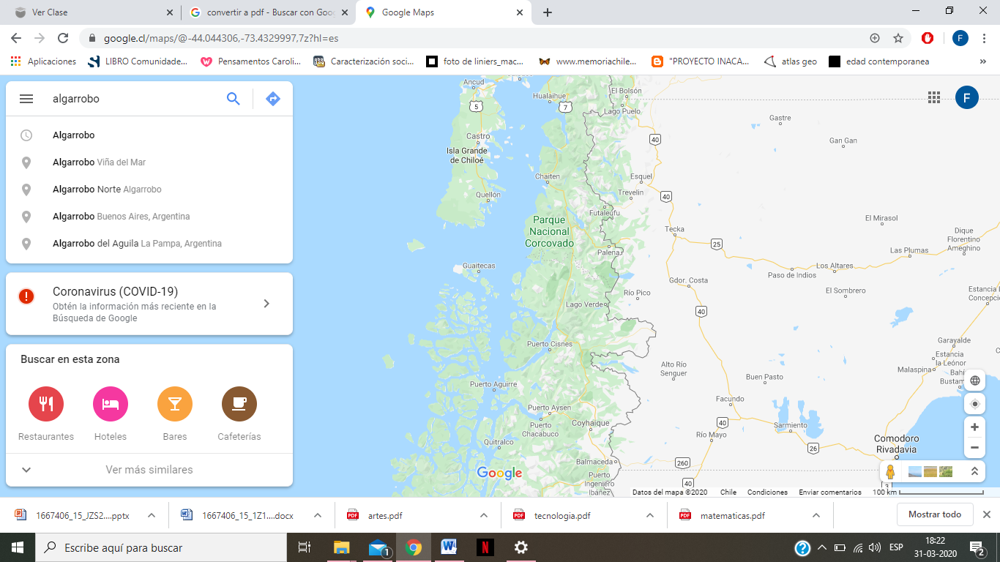 Ver Clase
convertir a pdf - Buscar con Goo
Google Maps
google.cl/maps/@-44.044306,-73.4329997,7z?hl=es
F
Aplicaciones
LIBRO Comunidade...
Pensamentos Caroli...
Caracterización soci...
foto de liniers_mac...
www.memoriachile...
"PROYECTO INACA...
atlas geo
edad contemporanea
»
algarrobo
Algarrobo
Algarrobo Viña del Mar
Algarrobo Norte Algarrobo
Algarrobo Buenos Aires, Argentina
Algarrobo del Aguila La Pampa, Argentina
Coronavirus (COVID-19)
Obtén la información más reciente en la
Búsqueda de Google
Buscar en esta zona
Restaurantes
Hoteles
Bares
Cafeterías
Ver más similares
F
Ancud
Hualaihue
El Bolsón
Lago Puelo
5
7
Gastre
Gan Gan
Castro
40
Isla Grande
de Chiloé
Chaiten
Esquel
Quellón
Trevelin
40
Futaleufu
Parque
Nacional
Corcovado
El Mirasol
Tecka
Dique
Florentino
Ameghino
25
Las Plumas
Palena
Guaitecas
Los Altares
Paso de Indios
Gdor. Costa
Estancia
Concepció
Río Pico
El Sombrero
Lago Verde
40
Puerto Cisnes
Garayalde
Estancia
la Leónor
Alto Río
Senguer
Malaspina
Bahí
Bustam
Buen Pasto
Puerto Aguirre
Facundo
Puerto Aysen
Coyhaique
Puerto
Chacabuco
40
Sarmiento
Río Mayo
Quitralco
Comodoro
Rivadavia
26
Balmaceda
260
Google
Puerto
Ingeniero
Ibáñez
40
3
Datos del mapa ©2020
Chile
Condiciones
Enviar comentarios
100 km
1667406_15_JZS2....pptx
1667406_15_1Z1....docx
artes.pdf
tecnologia.pdf
matematicas.pdf
Mostrar todo
Escribe aquí para buscar
1
ESP
18:22
31-03-2020
2